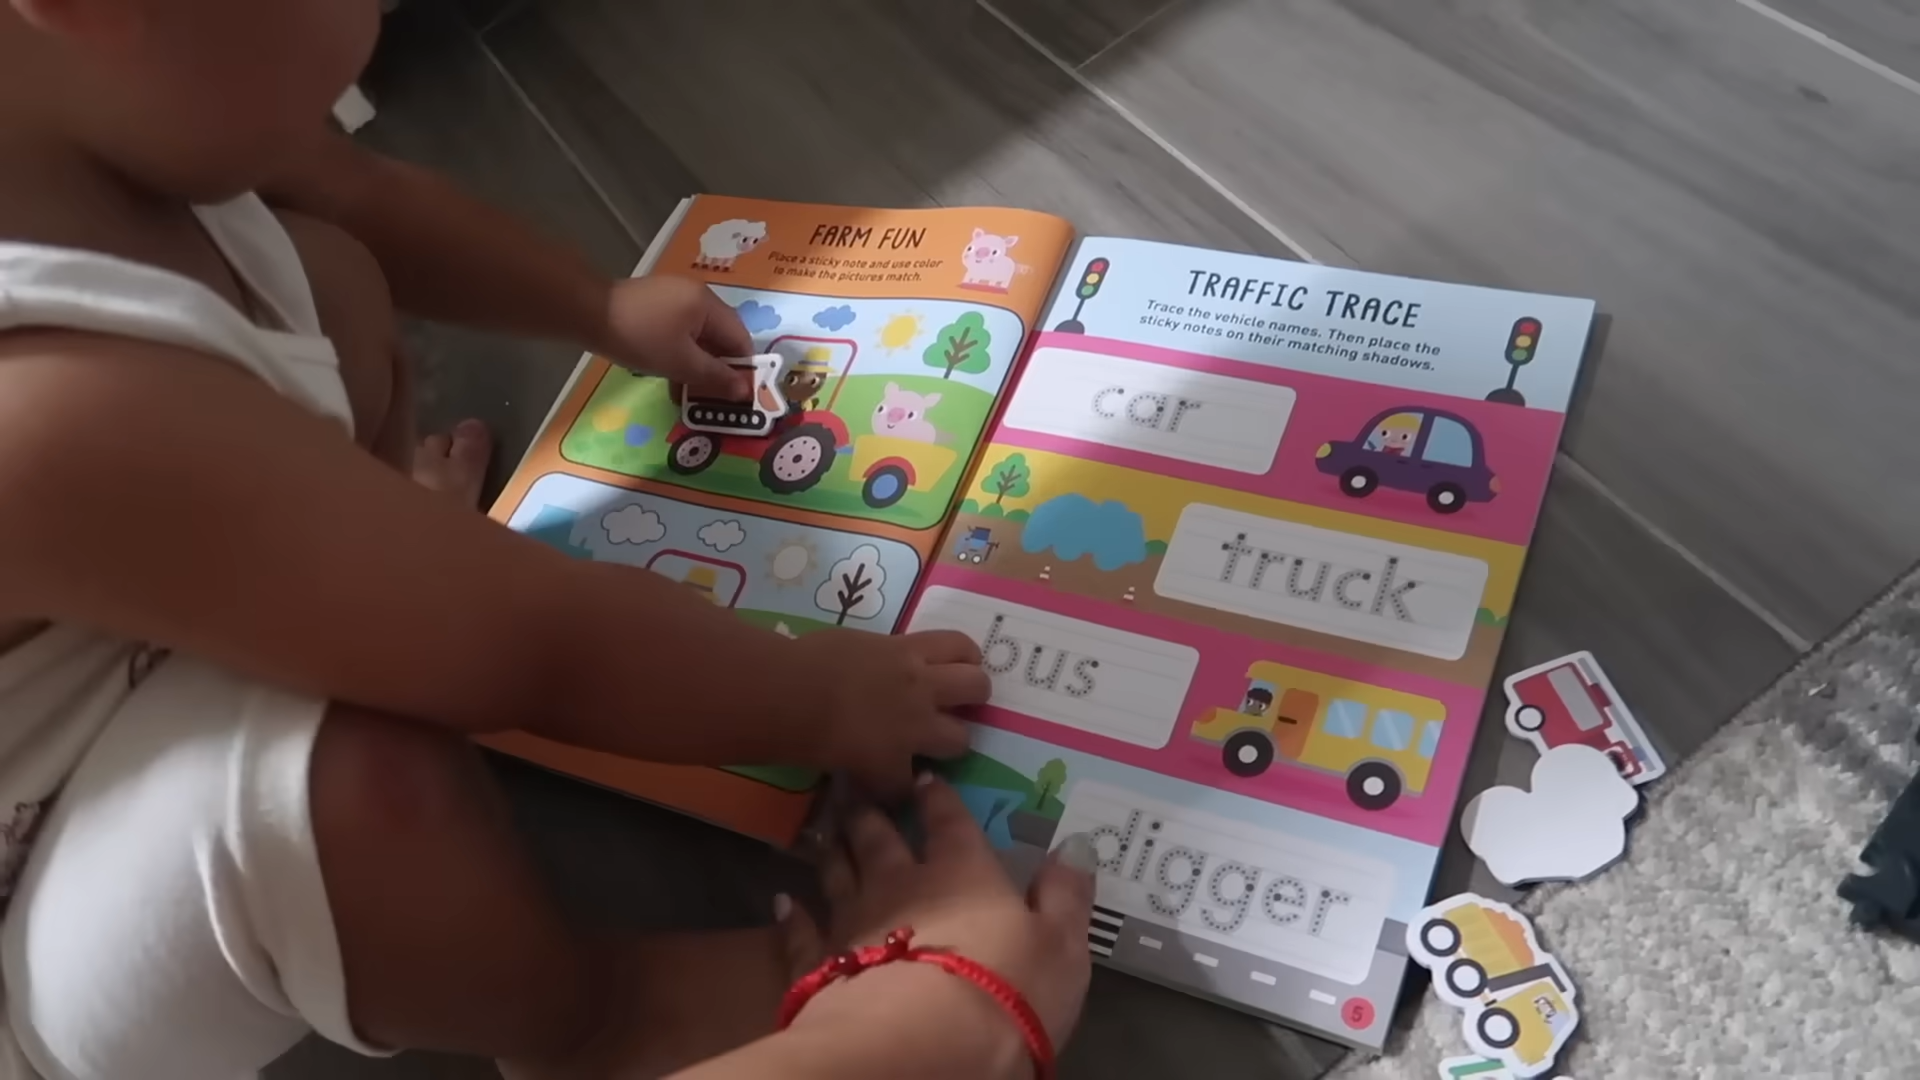 FARM FUN
Place a sticky note and use color
to make the pictures match.
TRAFFIC TRACE
Trace the vehicle names. Then place the
sticky notes on their matching shadows.
car
truck
bus
digger
5